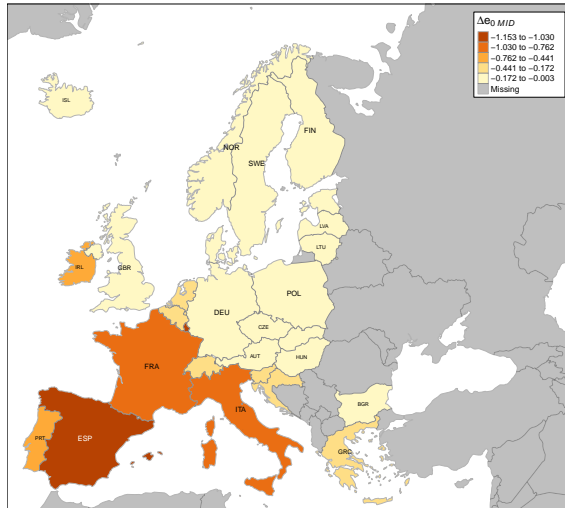 Δe0 MID
−1.153 to −1.030
−1.030 to −0.762
−0.762 to −0.441
−0.441 to −0.172
−0.172 to −0.003
Missing
ISL
FIN
NOR
SWE
LVA
LTU
IRL
GBR
POL
DEU
CZE
AUT
HUN
FRA
BGR
ITA
PRT
ESP
GRC